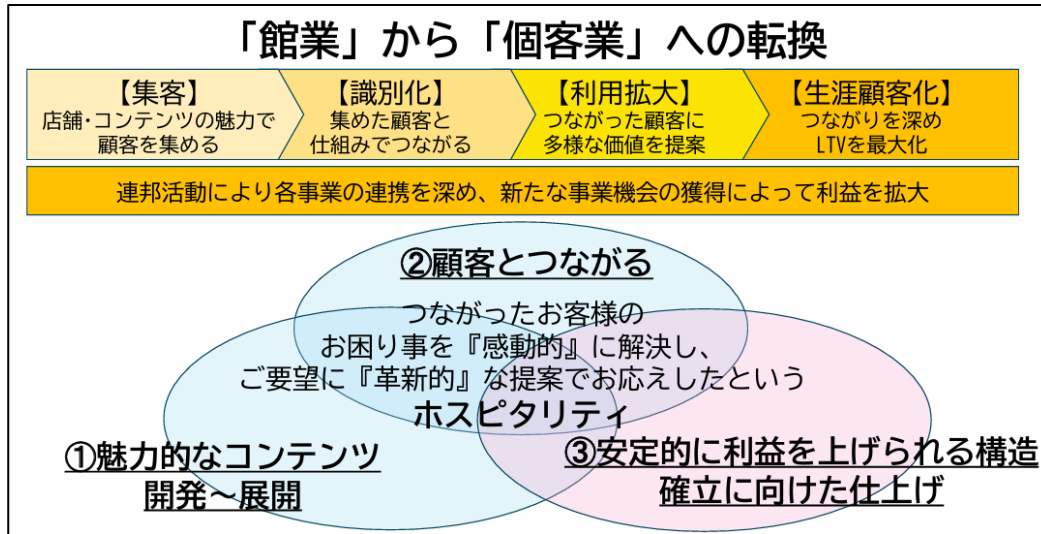 「館業」から「個客業」への転換
【集客】
店舗・コンテンツの魅力で
顧客を集める
【識別化】
集めた顧客と
仕組みでつながる
【利用拡大】
つながった顧客に
多様な価値を提案
【生涯顧客化】
つながりを深め
LTVを最大化
連邦活動により各事業の連携を深め、新たな事業機会の獲得によって利益を拡大
②顧客とつながる
つながったお客様の
お困り事を『感動的』に解決し、
ご要望に『革新的』な提案でお応えしたという
ホスピタリティ
①魅力的なコンテンツ
開発～展開
③安定的に利益を上げられる構造
確立に向けた仕上げ